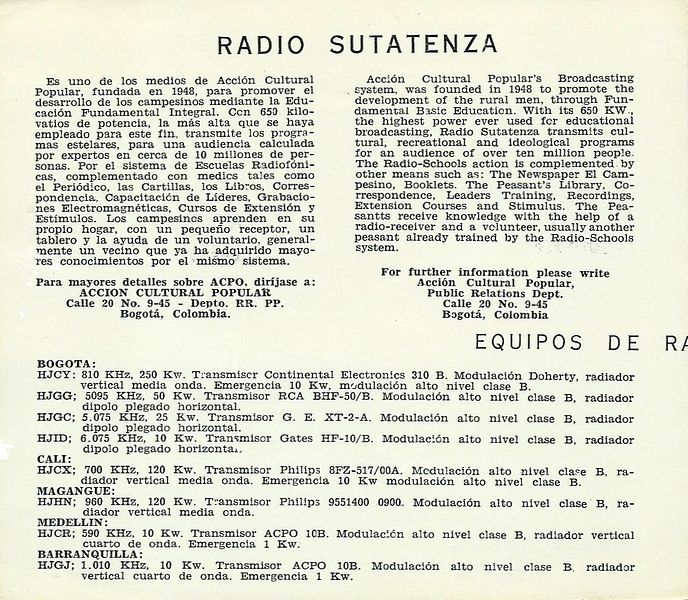 RADIO SUTATENZA
Es uno de los medios de Acción Cultural
Popular, fundada en 1948, para promover el
desarrollo de los campesinos mediante la Edu-
cación Fundamental Integral. Ccn 650 kilo-
vatios de potencia, la más alta que se haya
empleado para este fin, transmite los progra-
mas estelares, para una audiencia calculada
por expertos en cerca de 10 millones de per-
sonas. Por el sistema de Escuelas Radiofóni-
cas, complementado con medics tales como
el Periódico, las Cartillas, los Libros, Corres-
pondencia, Capacitación de Líderes, Grabacio-
nes Electromagnéticas, Cursos de Extensión y
Estímulos. Los campesinos aprenden en su
propio hogar, con un pequeño receptor, un
tablero y la ayuda de un voluntario, general-
mente un vecino que ya ha adquirido mayo-
res conocimientos por el mismo sistema.
Para mayores detalles sobre ACPO, diríjase a:
ACCION CULTURAL POPULAR
Calle 20 No. 9-45 - Depto. RR. PP.
Bogotá, Colombia.
Acción Cultural Popular's Broadcasting
system, was founded in 1948 to promote the
development of the rural men, through Fun-
damental Basic Education. With its 650 KW.,
the highest power ever used for educational
broadcasting, Radio Sutatenza transmits cul-
tural, recreational and ideological programs
for an audience of over ten million people.
The Radio-Schools action is complemented by
other means such as: The Newspaper El Cam-
pesino, Booklets. The Peasant's Library, Co-
rrespondence, Leaders Training, Recordings,
Extension Courses and Stimulus. The Pea-
santts receive knowledge with the help of a
radio-receiver and a vclunteer, usually another
peasant already trained by the Radio-Schools
system.
For further information please write
Acción Cultural Popular,
Public Relations Dept.
Calle 20 No. 9-45
Bogotá, Colombia
EQUIPOS DE RA
BOGOTA:
HJCY: 810 KHz, 250 Kw. Transmisor Continental Electronics 310 B. Modulación Doherty, radiador
vertical media onda. Emergencia 10 Kw, modulación alto nivel clase B.
HJGG; 5095 KHz, 50 Kw. Transmisor RCA BHF-50/B. Modulación alto nivel clase B, radiador
dipolo plegado horizontal.
HJGC; 5.075 KHz, 25 Kw. Transmisor G. E. XT-2-A. Modulación alto nivel clase B, radiador
dipolo plegado horizontal.
HJID; 6.075 KHz, 10 Kw. Transmisor Gates HF-10/B. Modulación alto nivel clase B, radiador
dipolo plegado horizontal.
CALI:
HJCX; 700 KHz, 120 Kw. Transmisor Philips 8FZ-517/00A. Modulación alto nivel clase B, ra-
diador vertical media onda. Emergencia 10 Kw modulación alto nivel clase B.
MAGANGUE:
HJHN; 960 KHz, 120 Kw. Transmisor Philips 9551400 0900. Modulación alto nivel clase B, ra-
diador vertical media onda.
MEDELLIN:
HJCR; 590 KHz, 10 Kw. Transmisor ACPO 10B. Modulación alto nivel clase B, radiador vertical
cuarto de onda. Emergencia 1 Kw.
BARRANQUILLA:
HJGJ; 1.010 KHz, 10 Kw. Transmisor ACPO 10B. Modulación alto nivel clase B. radiador
vertical cuarto de onda. Emergencia 1 Kw.